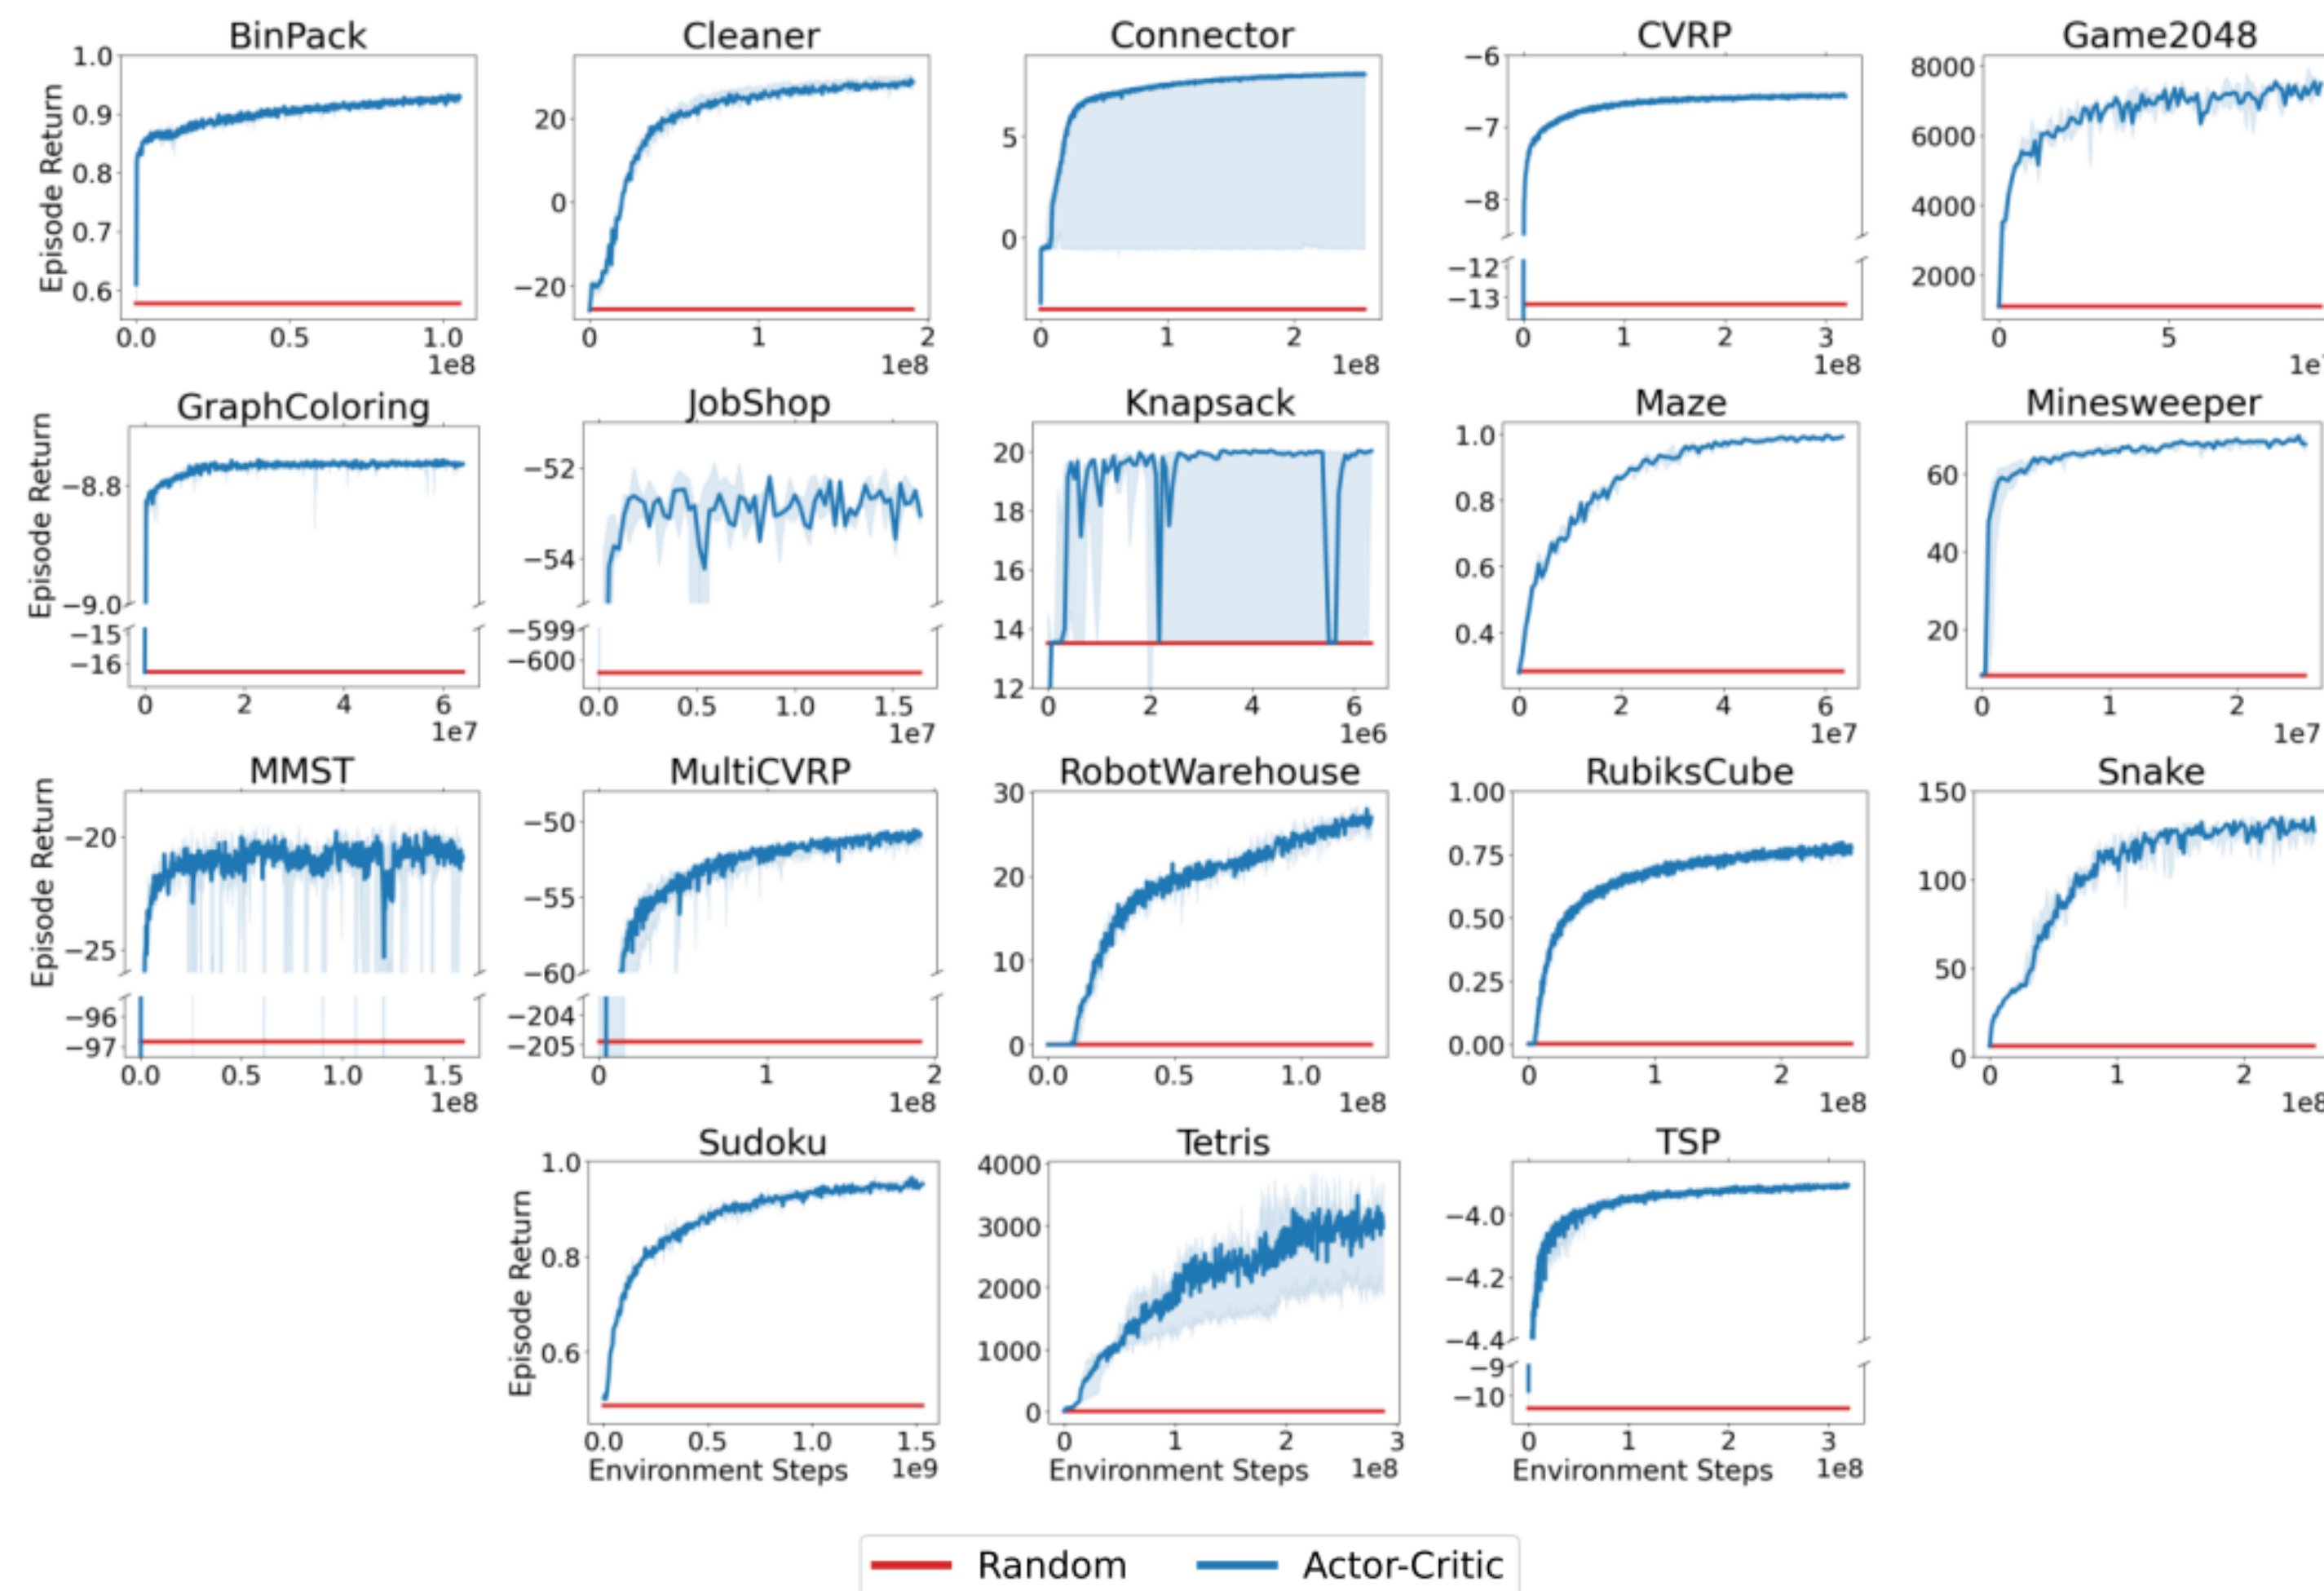 BinPack
Episode Return
1.0
0.9
0.8
0.7
0.6
0.0 0.5 1.0
1e8
Cleaner
20
0
−20
0 1 2
1e8
Connector
5
0
0 1 2
1e8
CVRP
−6
−7
−8
−12
−13
0 1 2 3
1e8
Game2048
8000
6000
4000
2000
0 5
1e
GraphColoring
Episode Return
−8.8
−9.0
−15
−16
0 2 4 6
1e7
JobShop
−52
−54
−599
−600
0.0 0.5 1.0 1.5
1e7
Knapsack
20
18
16
14
12
0 2 4 6
1e6
Maze
1.0
0.8
0.6
0.4
0 2 4 6
1e7
Minesweeper
60
40
20
0 1 2
1e7
MMST
Episode Return
−20
−25
−96
−97
0.0 0.5 1.0 1.5
1e8
MultiCVRP
−50
−55
−60
−204
−205
0 1 2
1e8
RobotWarehouse
30
20
10
0
0.0 0.5 1.0
1e8
RubiksCube
1.00
0.75
0.50
0.25
0.00
0 1 2
1e8
Snake
150
100
50
0
0 1 2
1e8
Sudoku
Episode Return
1.0
0.8
0.6
0.0 0.5 1.0 1.5
Environment Steps 1e9
Tetris
4000
3000
2000
1000
0
0 1 2 3
Environment Steps 1e8
TSP
−4.0
−4.2
−4.4
−9
−10
0 1 2 3
Environment Steps 1e8
Random Actor-Critic